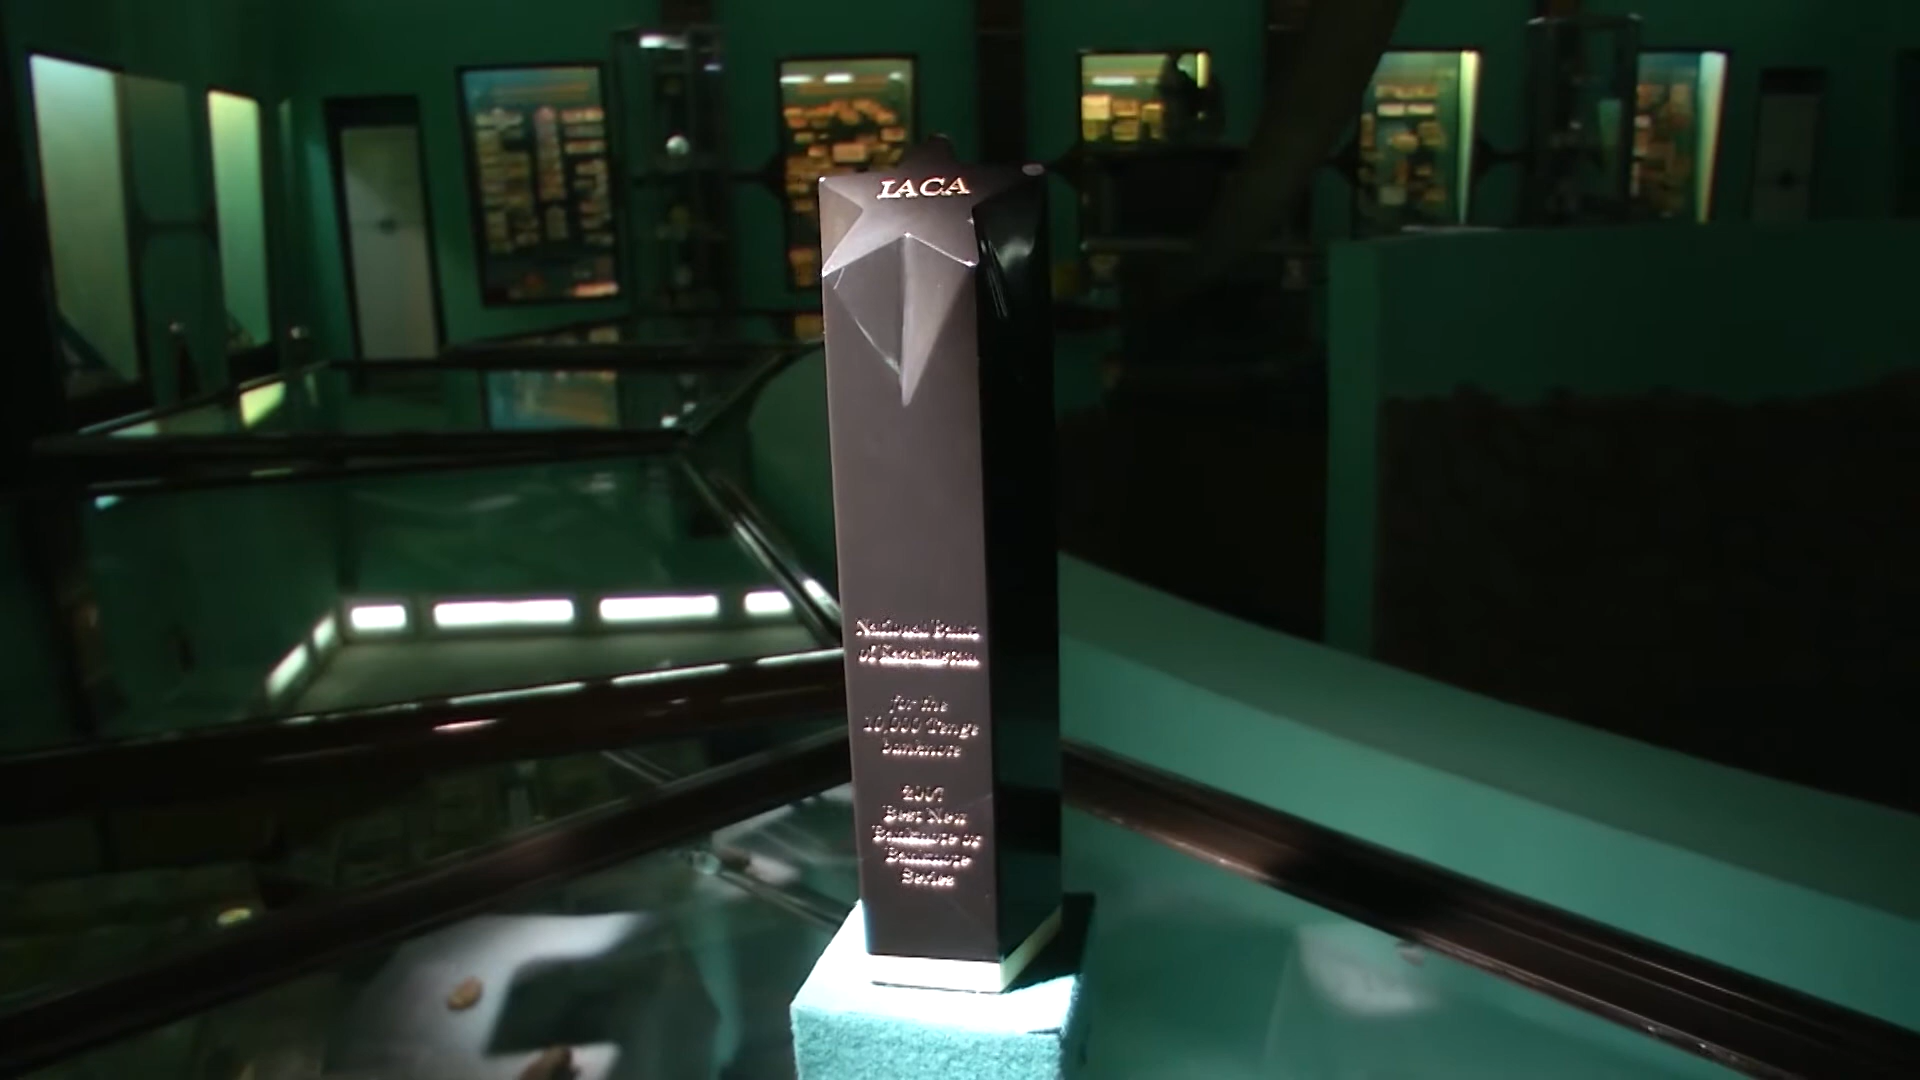 IACA
National Bank
of Kazakhstan
for the
10,000 Tenge
banknote
2007
Best New
Banknote or
Banknote
Series